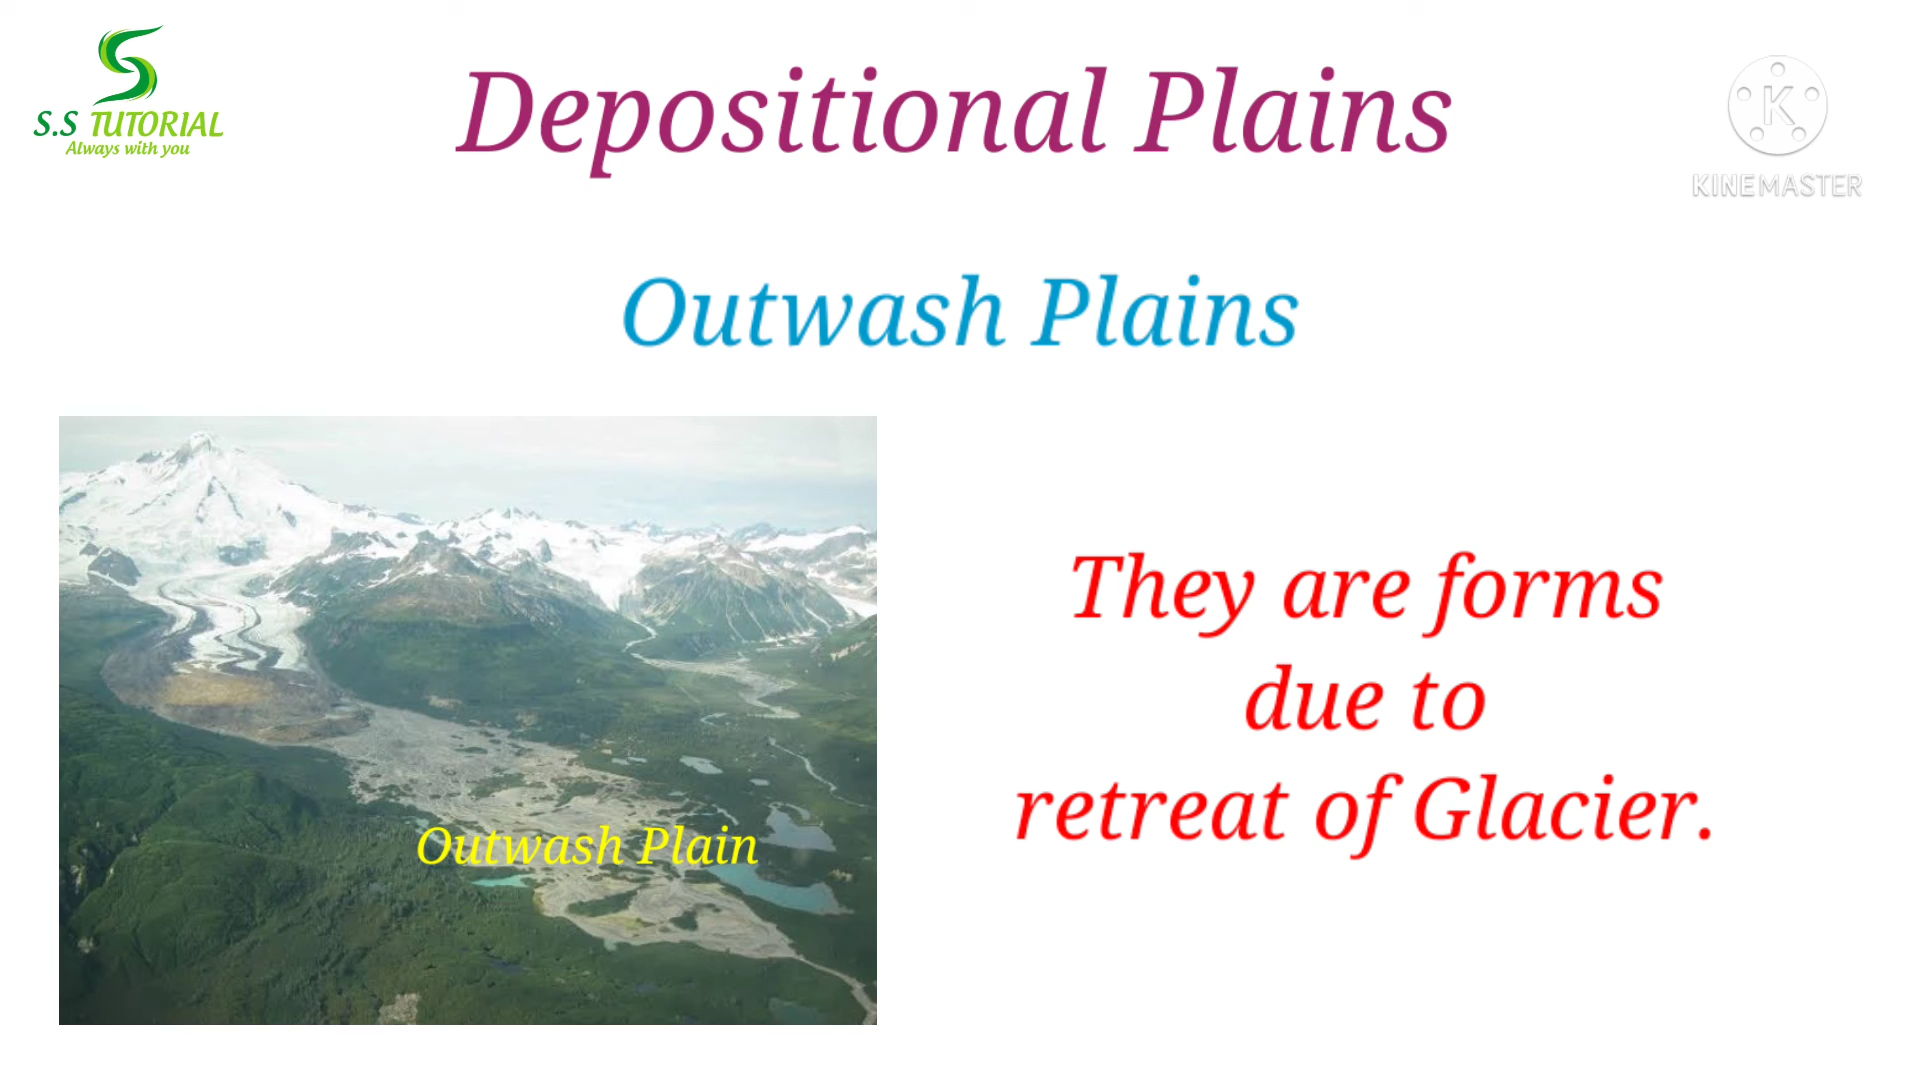 S.S TUTORIAL
Always with you
Depositional Plains
K
KINEMASTER
Outwash Plains
They are forms
due to
retreat of Glacier.
Outwash Plain